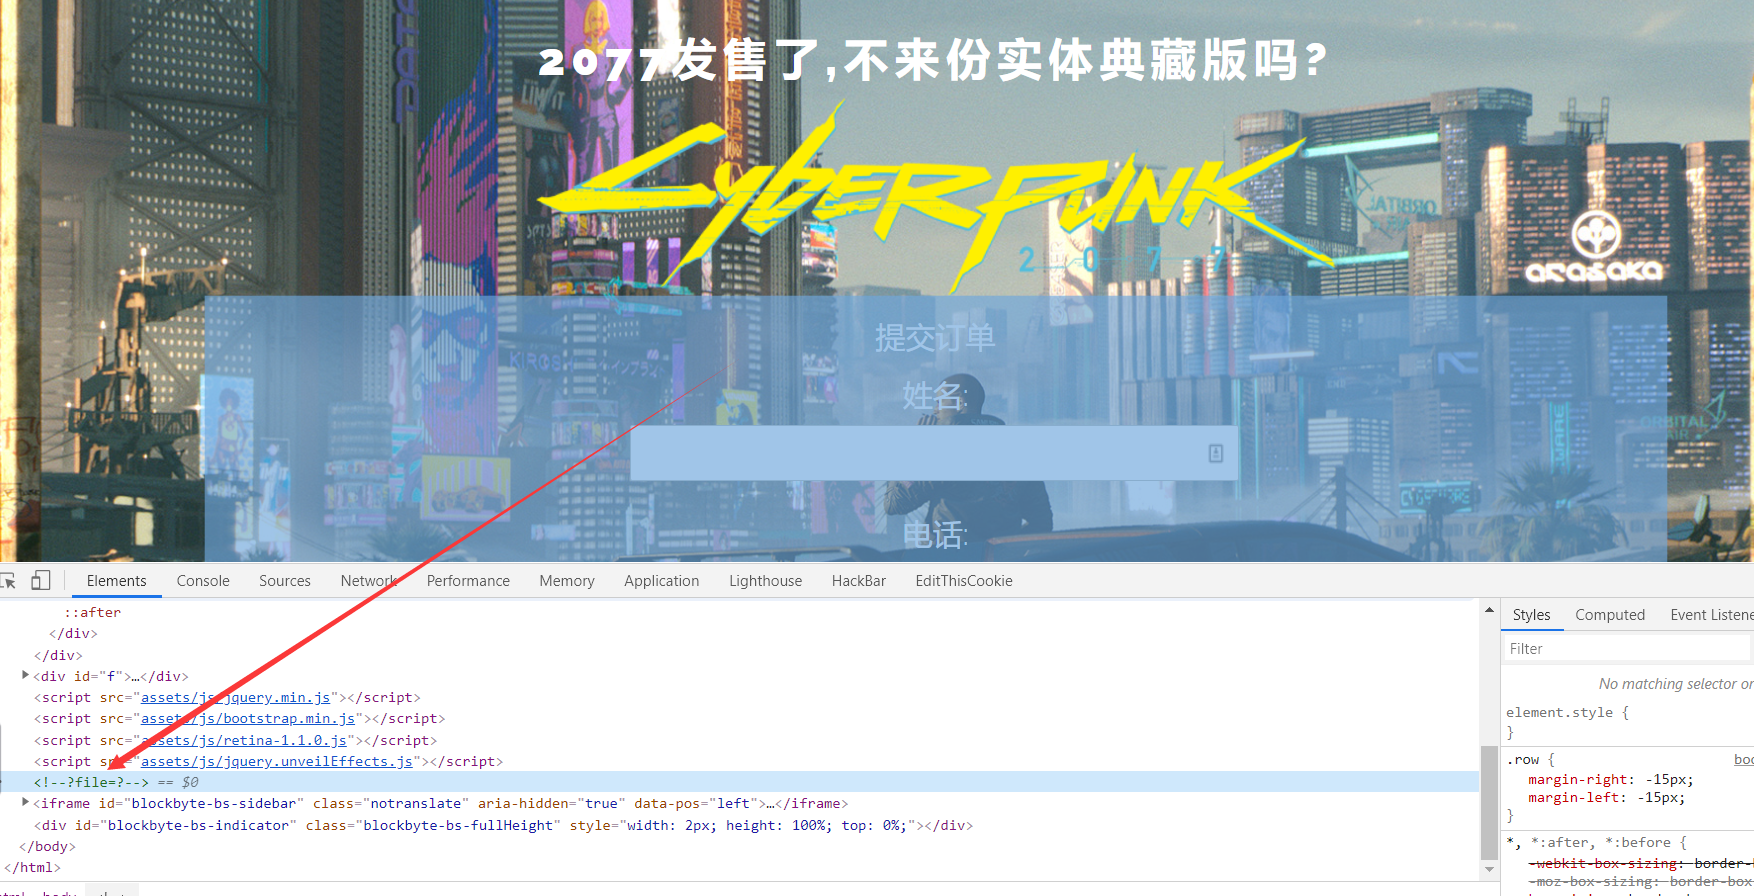 2077发售了,不来份实体典藏版吗?
CYBERPUNK
2077
ORBITAL
arasaka
提交订单
姓名:
KIROSHI
ORBITAL
AIR
电话:
Elements Console Sources Network Performance Memory Application Lighthouse HackBar EditThisCookie
::after
</div>
</div>
<div id="f">…</div>
<script src="assets/js/jquery.min.js"></script>
<script src="assets/js/bootstrap.min.js"></script>
<script src="assets/js/retina-1.1.0.js"></script>
<script src="assets/js/jquery.unveilEffects.js"></script>
<!--?file=?--> == $0
<iframe id="blockbyte-bs-sidebar" class="notranslate" aria-hidden="true" data-pos="left">…</iframe>
<div id="blockbyte-bs-indicator" class="blockbyte-bs-fullHeight" style="width: 2px; height: 100%; top: 0%;"></div>
</body>
</html>
Styles Computed Event Listene
Filter
No matching selector or
element.style {
}
.row { boo
margin-right: -15px;
margin-left: -15px;
}
*, *:after, *:before {
-webkit-box-sizing: border-b
-moz-box-sizing: border-box